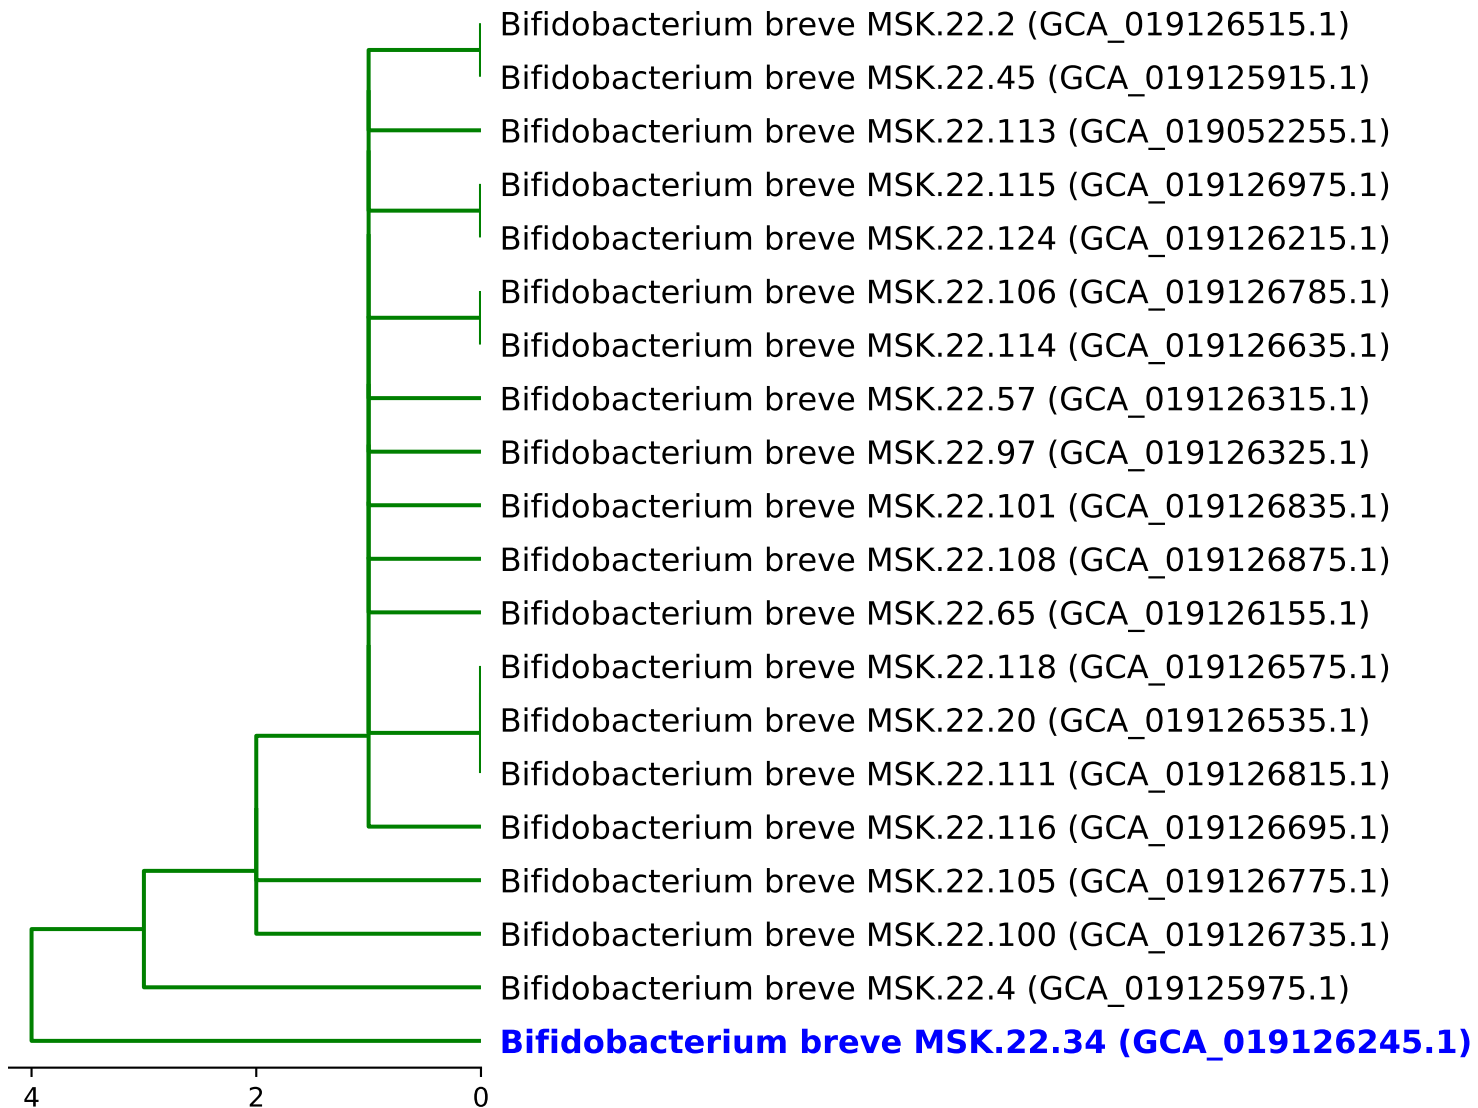 Bifidobacterium breve MSK.22.2 (GCA_019126515.1)
Bifidobacterium breve MSK.22.45 (GCA_019125915.1)
Bifidobacterium breve MSK.22.113 (GCA_019052255.1)
Bifidobacterium breve MSK.22.115 (GCA_019126975.1)
Bifidobacterium breve MSK.22.124 (GCA_019126215.1)
Bifidobacterium breve MSK.22.106 (GCA_019126785.1)
Bifidobacterium breve MSK.22.114 (GCA_019126635.1)
Bifidobacterium breve MSK.22.57 (GCA_019126315.1)
Bifidobacterium breve MSK.22.97 (GCA_019126325.1)
Bifidobacterium breve MSK.22.101 (GCA_019126835.1)
Bifidobacterium breve MSK.22.108 (GCA_019126875.1)
Bifidobacterium breve MSK.22.65 (GCA_019126155.1)
Bifidobacterium breve MSK.22.118 (GCA_019126575.1)
Bifidobacterium breve MSK.22.20 (GCA_019126535.1)
Bifidobacterium breve MSK.22.111 (GCA_019126815.1)
Bifidobacterium breve MSK.22.116 (GCA_019126695.1)
Bifidobacterium breve MSK.22.105 (GCA_019126775.1)
Bifidobacterium breve MSK.22.100 (GCA_019126735.1)
Bifidobacterium breve MSK.22.4 (GCA_019125975.1)
Bifidobacterium breve MSK.22.34 (GCA_019126245.1)
4 2 0